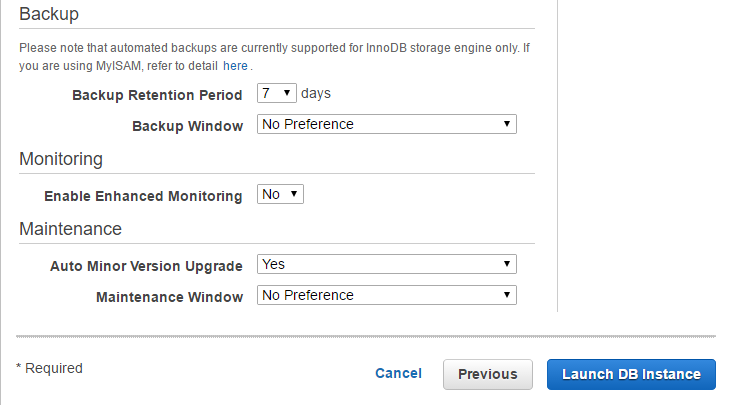 Backup
Please note that automated backups are currently supported for InnoDB storage engine only. If
you are using MyISAM, refer to detail here .
Backup Retention Period 7 days
Backup Window No Preference
Monitoring
Enable Enhanced Monitoring No
Maintenance
Auto Minor Version Upgrade Yes
Maintenance Window No Preference
* Required Cancel Previous Launch DB Instance